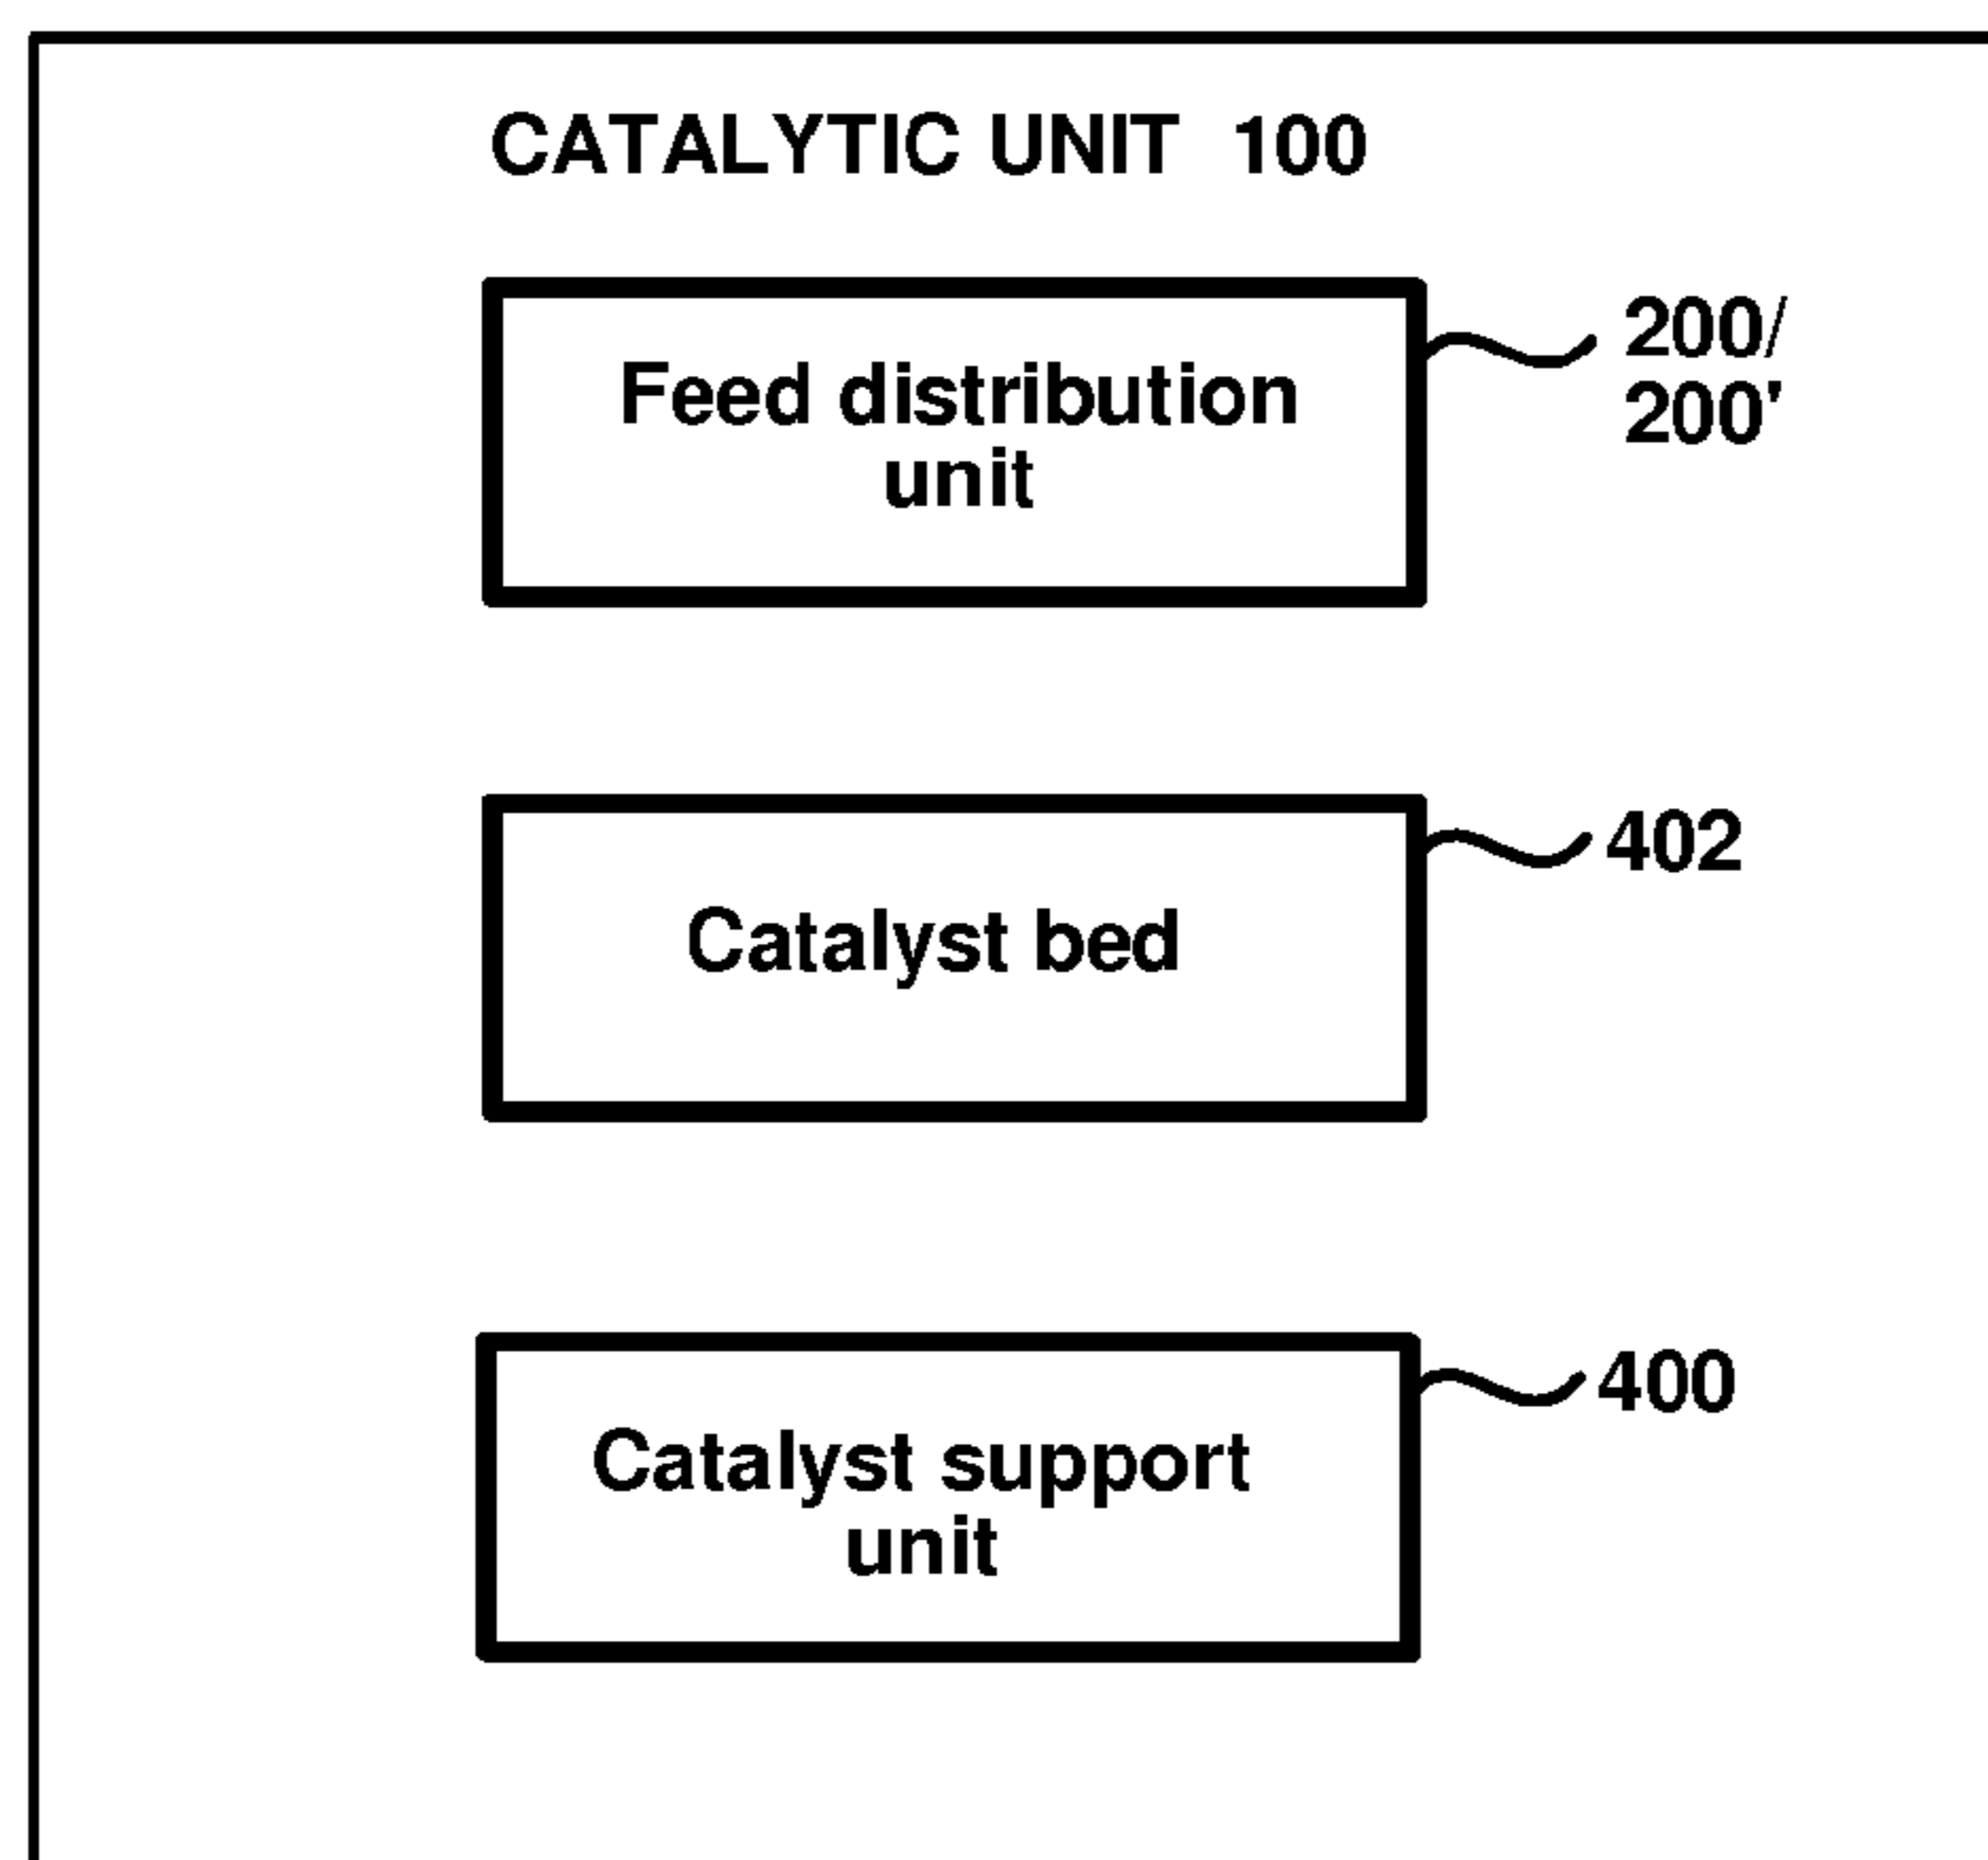 CATALYTIC UNIT 100
Feed distribution
unit
200/
200'
Catalyst bed
402
Catalyst support
unit
400